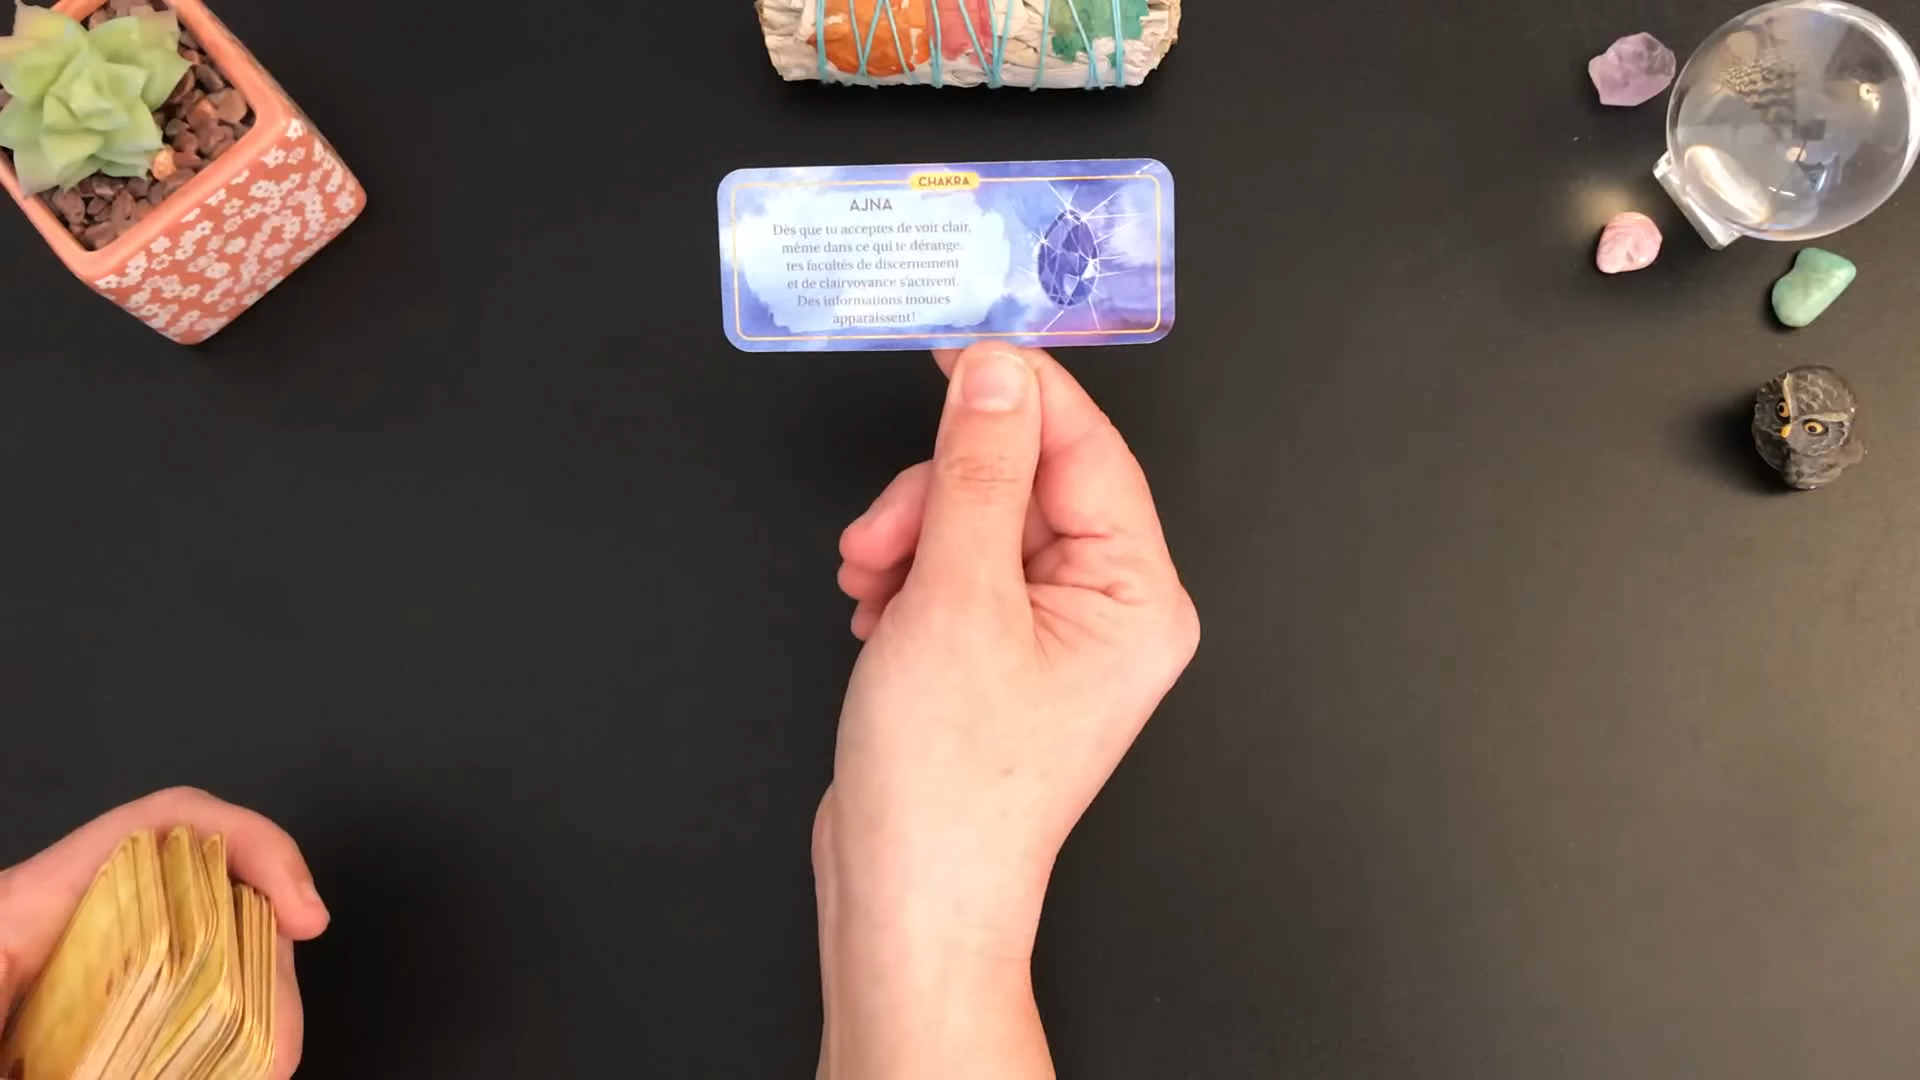 CHAKRA
AJNA
Dès que tu acceptes de voir clair,
même dans ce qui te dérange,
tes facultés de discernement
et de clairvoyance s'activent.
Des informations inouïes
apparaissent!